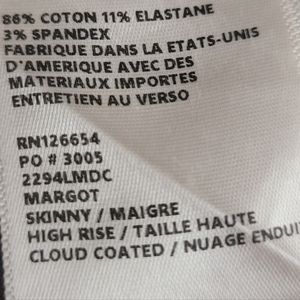 86% COTON 11% ELASTANE
3% SPANDEX
FABRIQUE DANS LA ETATS-UNIS
D'AMERIQUE AVEC DES
MATERIAUX IMPORTES
ENTRETIEN AU VERSO
RN126654
PO # 3005
2294LMDC
MARGOT
SKINNY / MAIGRE
HIGH RISE / TAILLE HAUTE
CLOUD COATED / NUAGE ENDUI